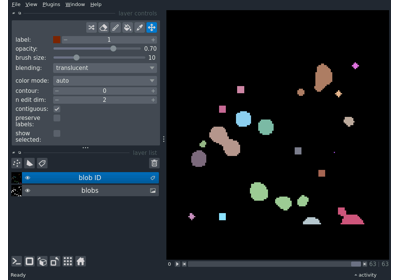 File View Plugins Window Help
layer controls
label: 1
opacity: 0.70
brush size: 10
blending: translucent
color mode: auto
contour: 0
n edit dim: 2
contiguous:
preserve
labels:
show
selected:
layer list
blob ID
blobs
63 63
Ready
activity